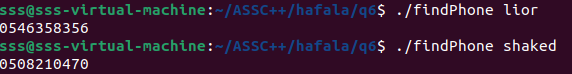 sss@sss-virtual-machine:~/ASSC++/hafala/q6$ ./findPhone lior
0546358356
sss@sss-virtual-machine:~/ASSC++/hafala/q6$ ./findPhone shaked
0508210470